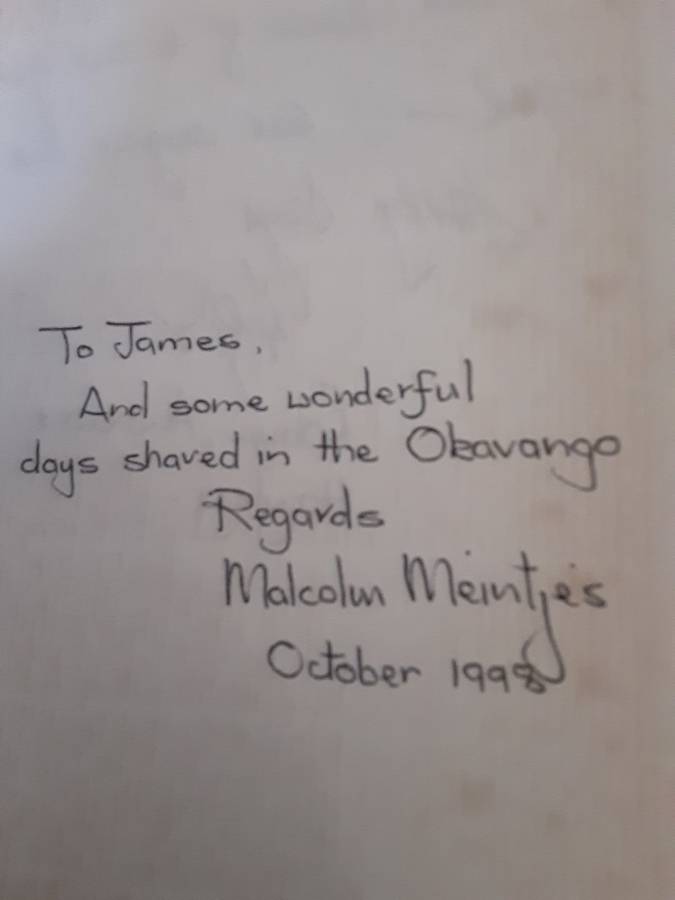 To James,
And some wonderful
days shared in the Okavango
Regards
Malcolm Meintjes
October 1998